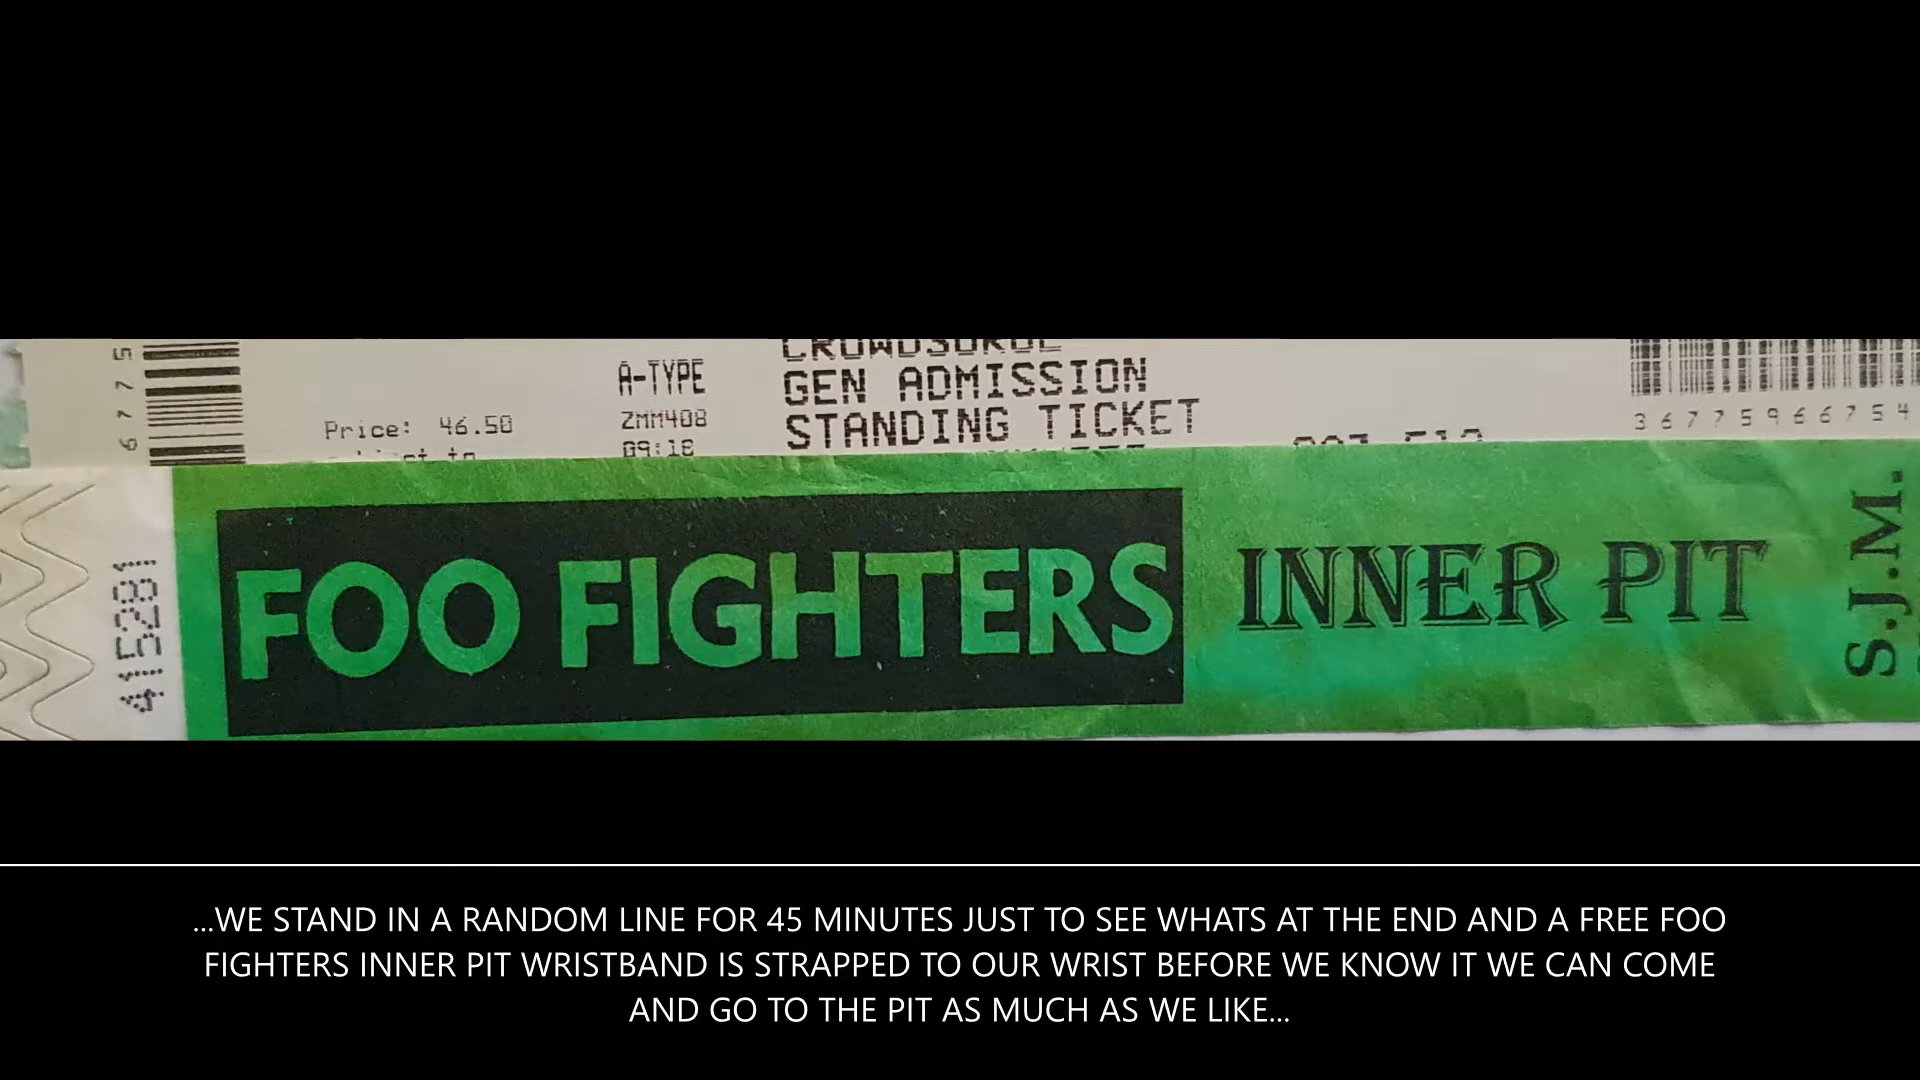 6775
A-TYPE
GEN ADMISSION
Price: 46.50
ZMM408
STANDING TICKET
09:18
36775966754
415281
FOO FIGHTERS
INNER PIT
S.J.M.
...WE STAND IN A RANDOM LINE FOR 45 MINUTES JUST TO SEE WHATS AT THE END AND A FREE FOO
FIGHTERS INNER PIT WRISTBAND IS STRAPPED TO OUR WRIST BEFORE WE KNOW IT WE CAN COME
AND GO TO THE PIT AS MUCH AS WE LIKE...